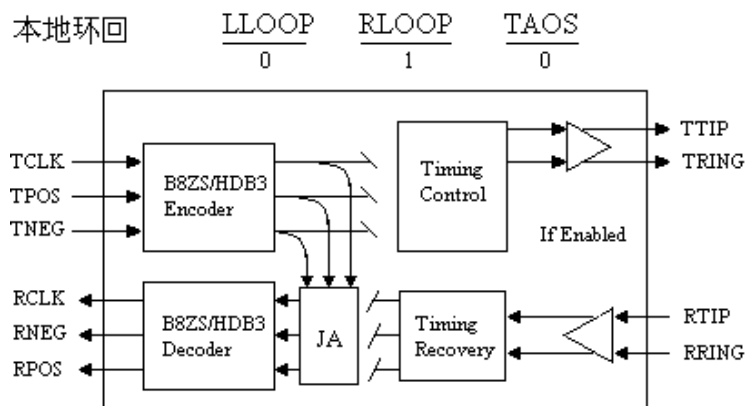 本地环回 LLOOP RLOOP TAOS
0 1 0
TCLK
TPOS
TNEG
B8ZS/HDB3
Encoder
Timing
Control
TTIP
TRING
If Enabled
RCLK
RNEG
RPOS
B8ZS/HDB3
Decoder
JA
Timing
Recovery
RTIP
RRING